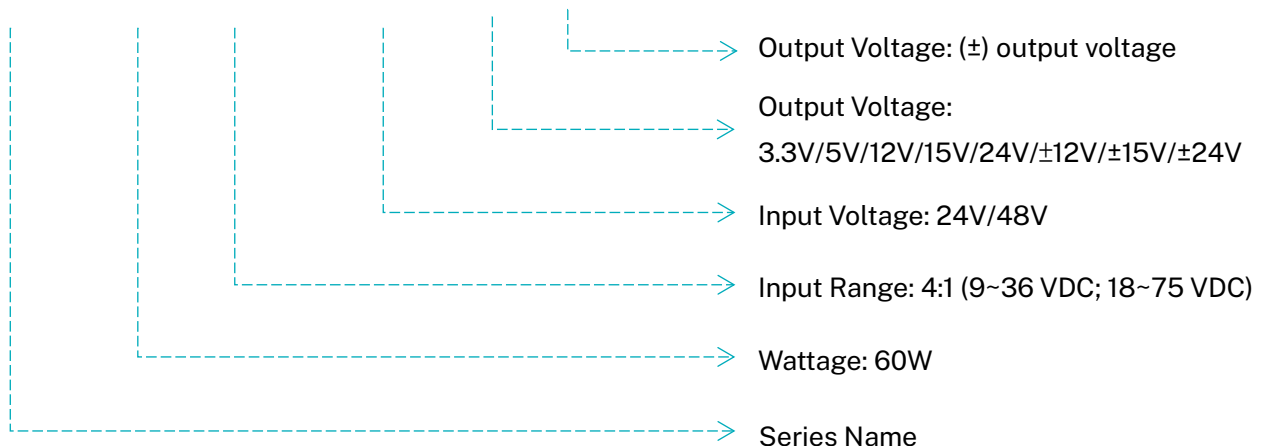 Output Voltage: (±) output voltage
Output Voltage:
3.3V/5V/12V/15V/24V/±12V/±15V/±24V
Input Voltage: 24V/48V
Input Range: 4:1 (9~36 VDC; 18~75 VDC)
Wattage: 60W
Series Name